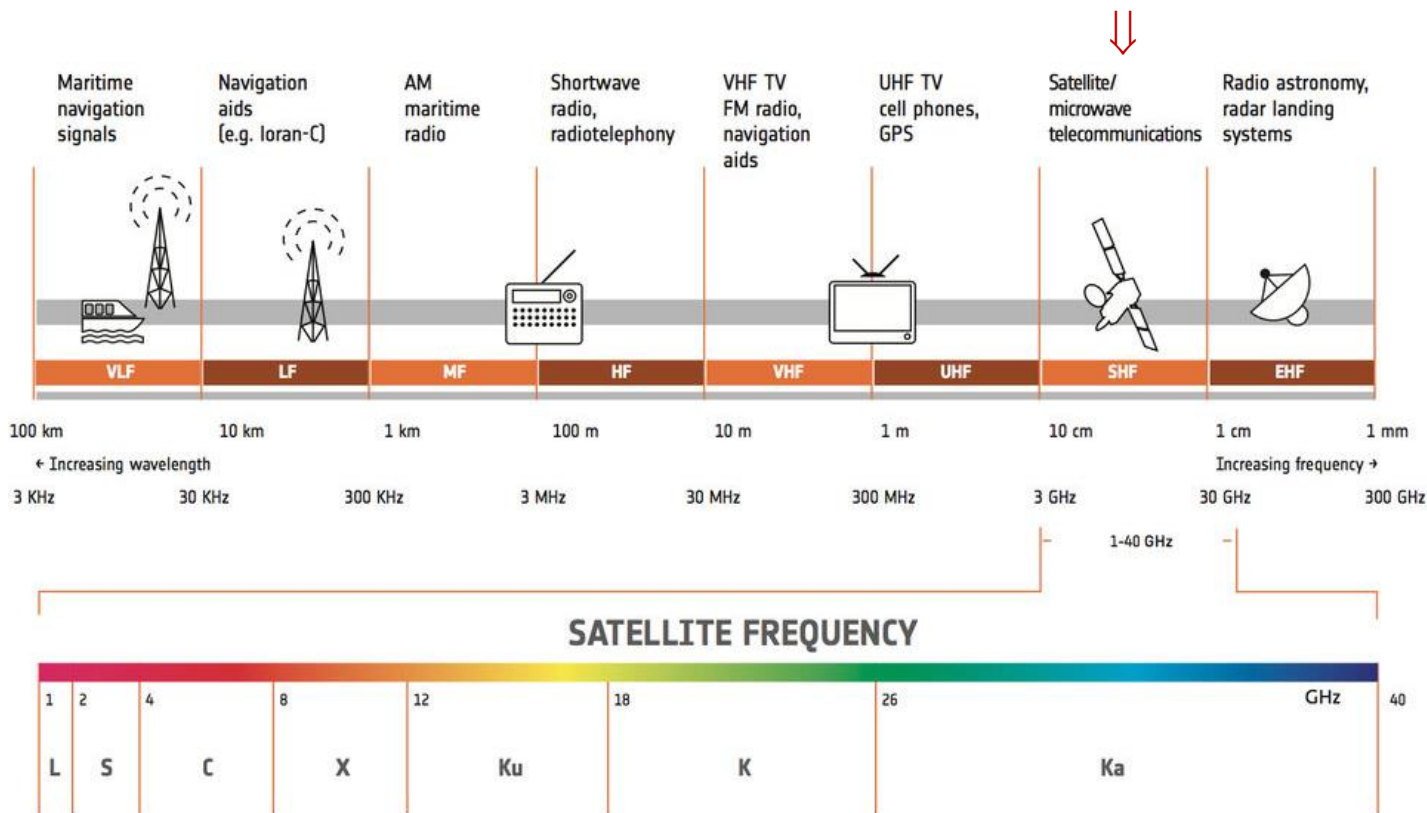 Maritime
navigation
signals
Navigation
aids
(e.g. loran-C)
AM
maritime
radio
Shortwave
radio,
radiotelephony
VHF TV
FM radio,
navigation
aids
UHF TV
cell phones,
GPS
Satellite/
microwave
telecommunications
Radio astronomy,
radar landing
systems
VLF LF MF HF VHF UHF SHF EHF
100 km 10 km 1 km 100 m 10 m 1 m 10 cm 1 cm 1 mm
← Increasing wavelength Increasing frequency →
3 KHz 30 KHz 300 KHz 3 MHz 30 MHz 300 MHz 3 GHz 30 GHz 300 GHz
1-40 GHz
SATELLITE FREQUENCY
1 2 4 8 12 18 26 GHz 40
L S C X Ku K Ka